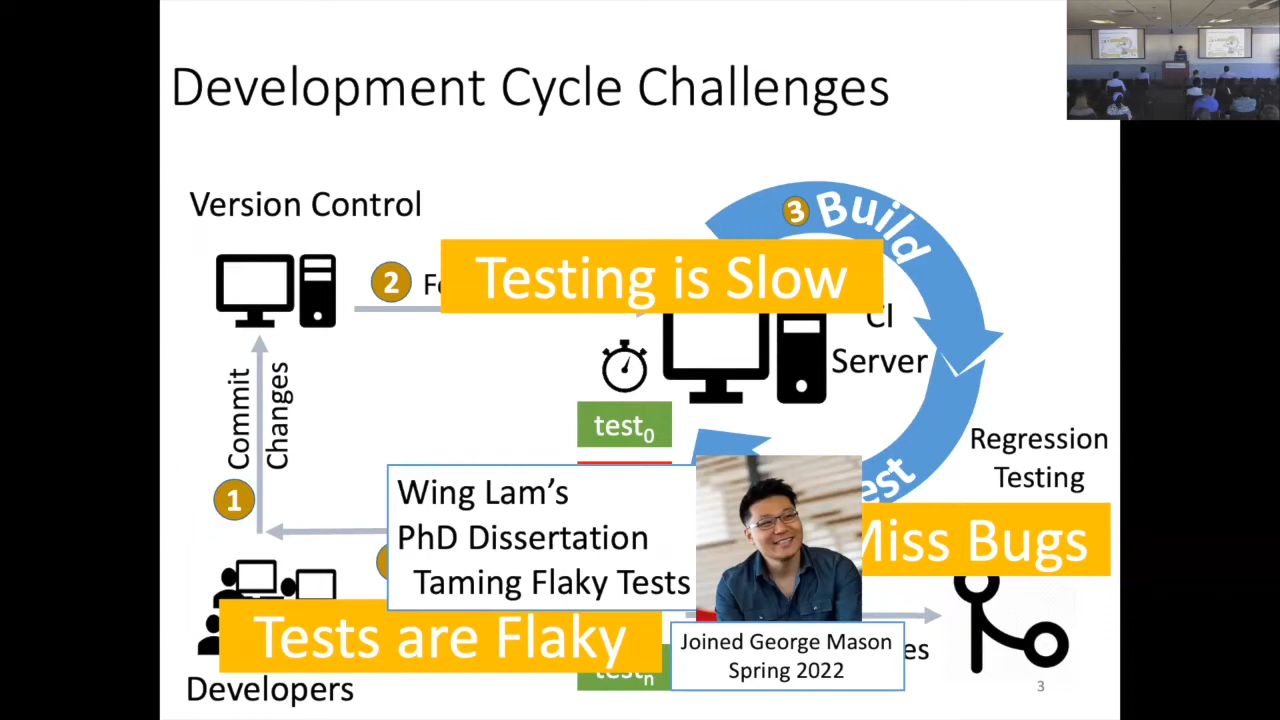 Development Cycle Challenges
Version Control
3 Build
2
Testing is Slow
CI
Server
Commit
Changes
test0
Regression
Testing
1
Wing Lam's
PhD Dissertation
Taming Flaky Tests
Miss Bugs
Tests are Flaky
Joined George Mason
Spring 2022
Developers
3